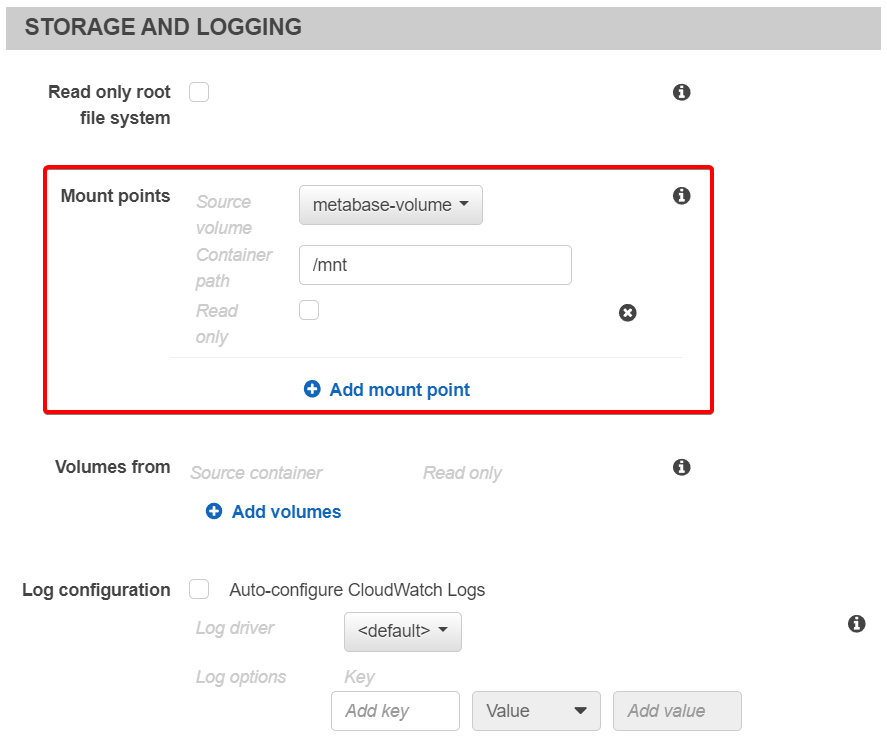 STORAGE AND LOGGING
Read only root
file system
Mount points
Source
volume
metabase-volume
Container
path
/mnt
Read
only
Add mount point
Volumes from
Source container
Read only
Add volumes
Log configuration
Auto-configure CloudWatch Logs
Log driver
<default>
Log options
Key
Add key
Value
Add value